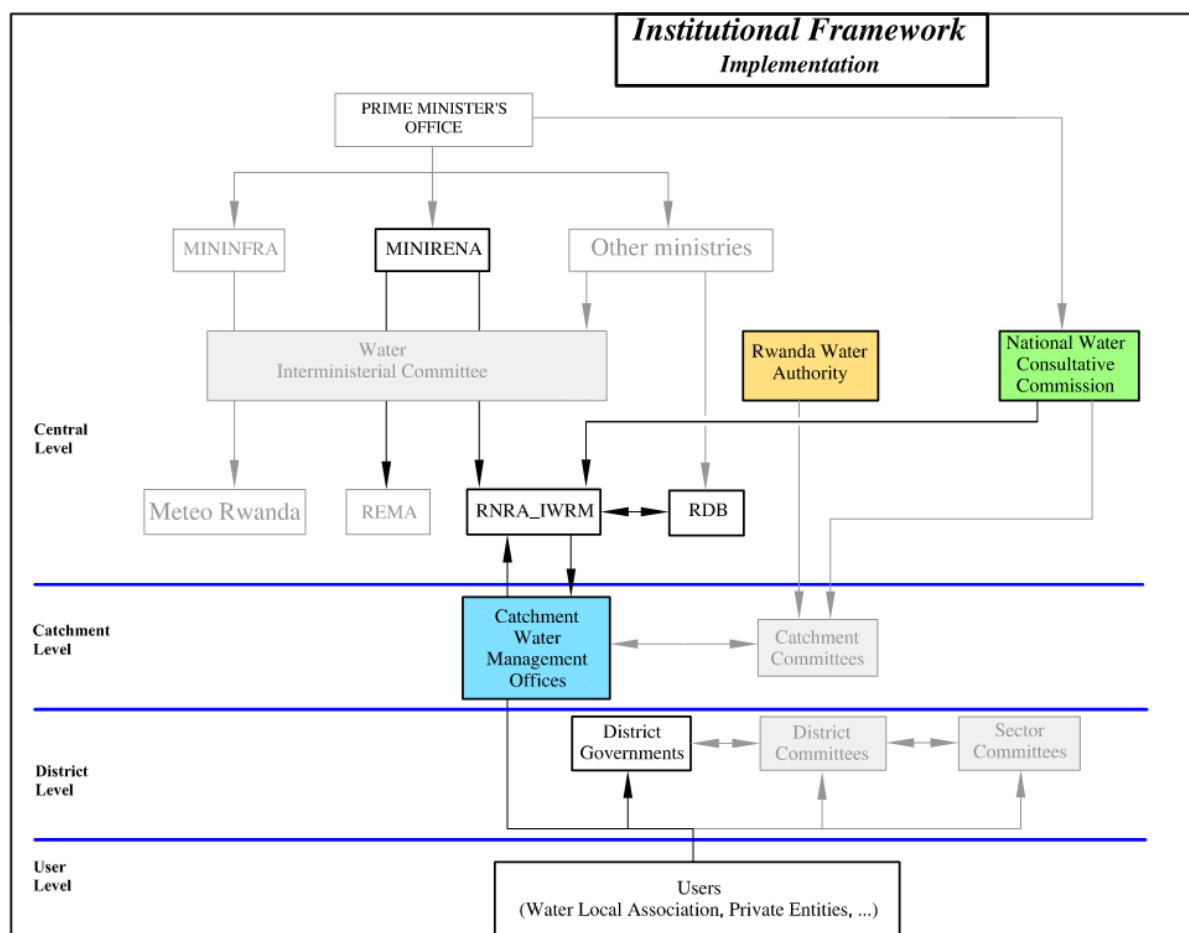 Institutional Framework
Implementation
PRIME MINISTER'S
OFFICE
MININFRA
MINIRENA
Other ministries
Water
Interministerial Committee
Rwanda Water
Authority
National Water
Consultative
Commission
Central
Level
Meteo Rwanda
REMA
RNRA_IWRM
RDB
Catchment
Level
Catchment
Water
Management
Offices
Catchment
Committees
District
Level
District
Governments
District
Committees
Sector
Committees
User
Level
Users
(Water Local Association, Private Entities, ...)